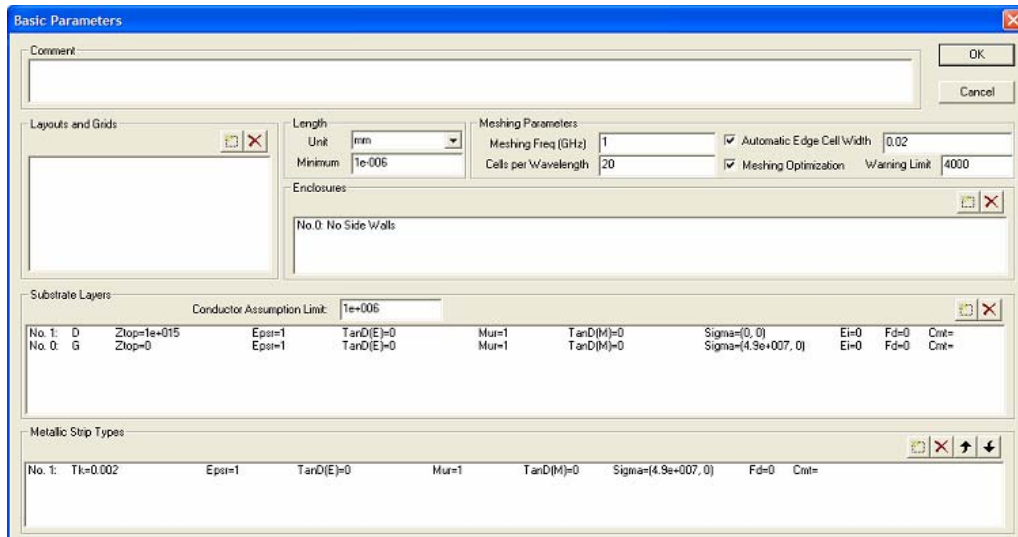 Basic Parameters
Comment
OK
Cancel
Layouts and Grids
Length
Unit mm
Minimum 1e-006
Meshing Parameters
Meshing Freq (GHz) 1
Automatic Edge Cell Width 0.02
Cells per Wavelength 20
Meshing Optimization Warning Limit 4000
Enclosures
No.0: No Side Walls
Substrate Layers
Conductor Assumption Limit: 1e+006
No. 1: D Ztop=1e+015 Epsr=1 TanD(E)=0 Mur=1 TanD(M)=0 Sigma=(0, 0) Ei=0 Fd=0 Cmt=
No. 0: G Ztop=0 Epsr=1 TanD(E)=0 Mur=1 TanD(M)=0 Sigma=(4.9e+007, 0) Ei=0 Fd=0 Cmt=
Metallic Strip Types
No. 1: Tk=0.002 Epsr=1 TanD(E)=0 Mur=1 TanD(M)=0 Sigma=(4.9e+007, 0) Fd=0 Cmt=